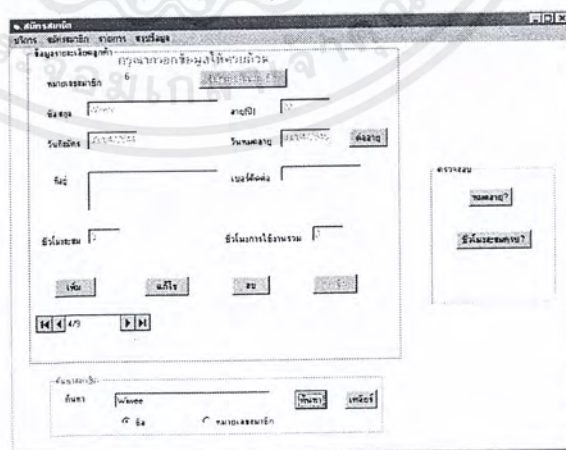 สมัครสมาชิก
บริการ สมัครสมาชิก รายการ สรุปข้อมูล
ข้อมูลรายละเอียดลูกค้า
กรุณากรอกข้อมูลให้ครบถ้วน
หมายเลขสมาชิก 6
ชื่อสกุล อายุ(ปี)
วันที่สมัคร วันหมดอายุ ต่ออายุ
ที่อยู่ เบอร์ติดต่อ
ตรวจสอบ
หมดอายุ?
ชั่วโมงสะสม ชั่วโมงการใช้งานรวม
ชั่วโมงสะสมครบ?
เพิ่ม แก้ไข ลบ
4/9
ค้นหาสมาชิก
ค้นหา Wawee ค้นหา เคลียร์
ชื่อ หมายเลขสมาชิก